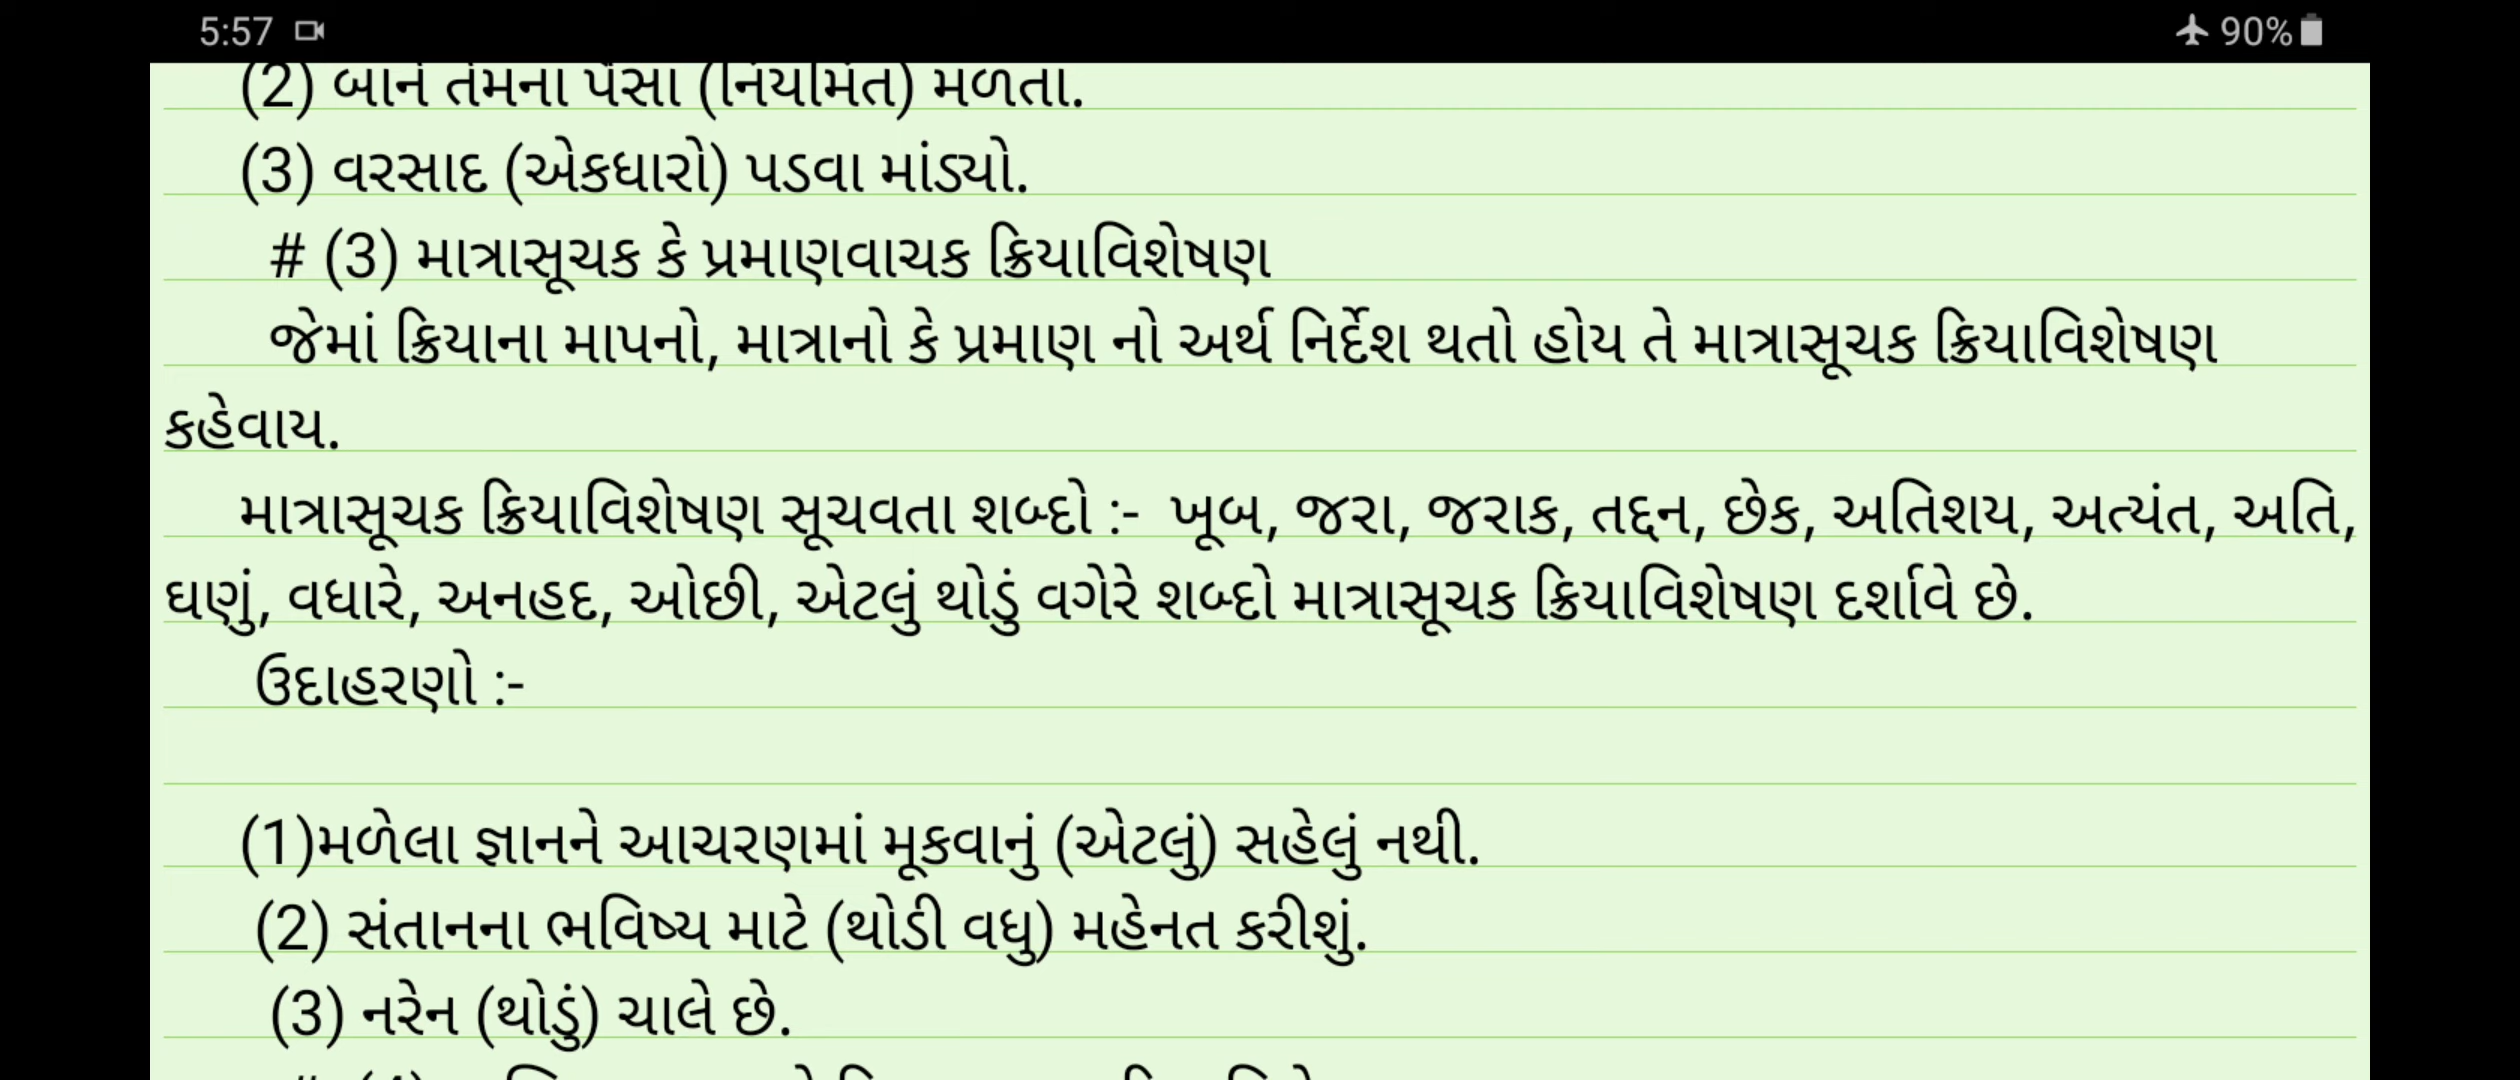 5:57 90%
(2) બાને તેમના પૈસા (નિયમિત) મળતા.
(3) વરસાદ (એકધારો) પડવા માંડ્યો.
# (3) માત્રાસૂચક કે પ્રમાણવાચક ક્રિયાવિશેષણ
જેમાં ક્રિયાના માપનો, માત્રાનો કે પ્રમાણ નો અર્થ નિર્દેશ થતો હોય તે માત્રાસૂચક ક્રિયાવિશેષણ
કહેવાય.
માત્રાસૂચક ક્રિયાવિશેષણ સૂચવતા શબ્દો :- ખૂબ, જરા, જરાક, તદ્દન, છેક, અતિશય, અત્યંત, અતિ,
ઘણું, વધારે, અનહદ, ઓછી, એટલું થોડું વગેરે શબ્દો માત્રાસૂચક ક્રિયાવિશેષણ દર્શાવે છે.
ઉદાહરણો :-
(1)મળેલા જ્ઞાનને આચરણમાં મૂકવાનું (એટલું) સહેલું નથી.
(2) સંતાનના ભવિષ્ય માટે (થોડી વધુ) મહેનત કરીશું.
(3) નરેન (થોડું) ચાલે છે.